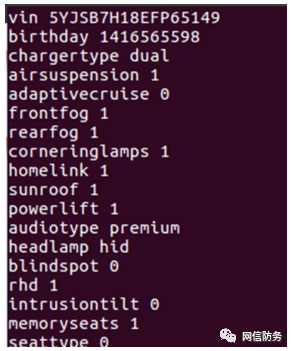 vin 5YJSB7H18EFP65149
birthday 1416565598
chargertype dual
airsuspension 1
adaptivecruise 0
frontfog 1
rearfog 1
corneringlamps 1
homelink 1
sunroof 1
powerlift 1
audiotype premium
headlamp hid
blindspot 0
rhd 1
intrusiontilt 0
memoryseats 1
seattype 0
网信防务